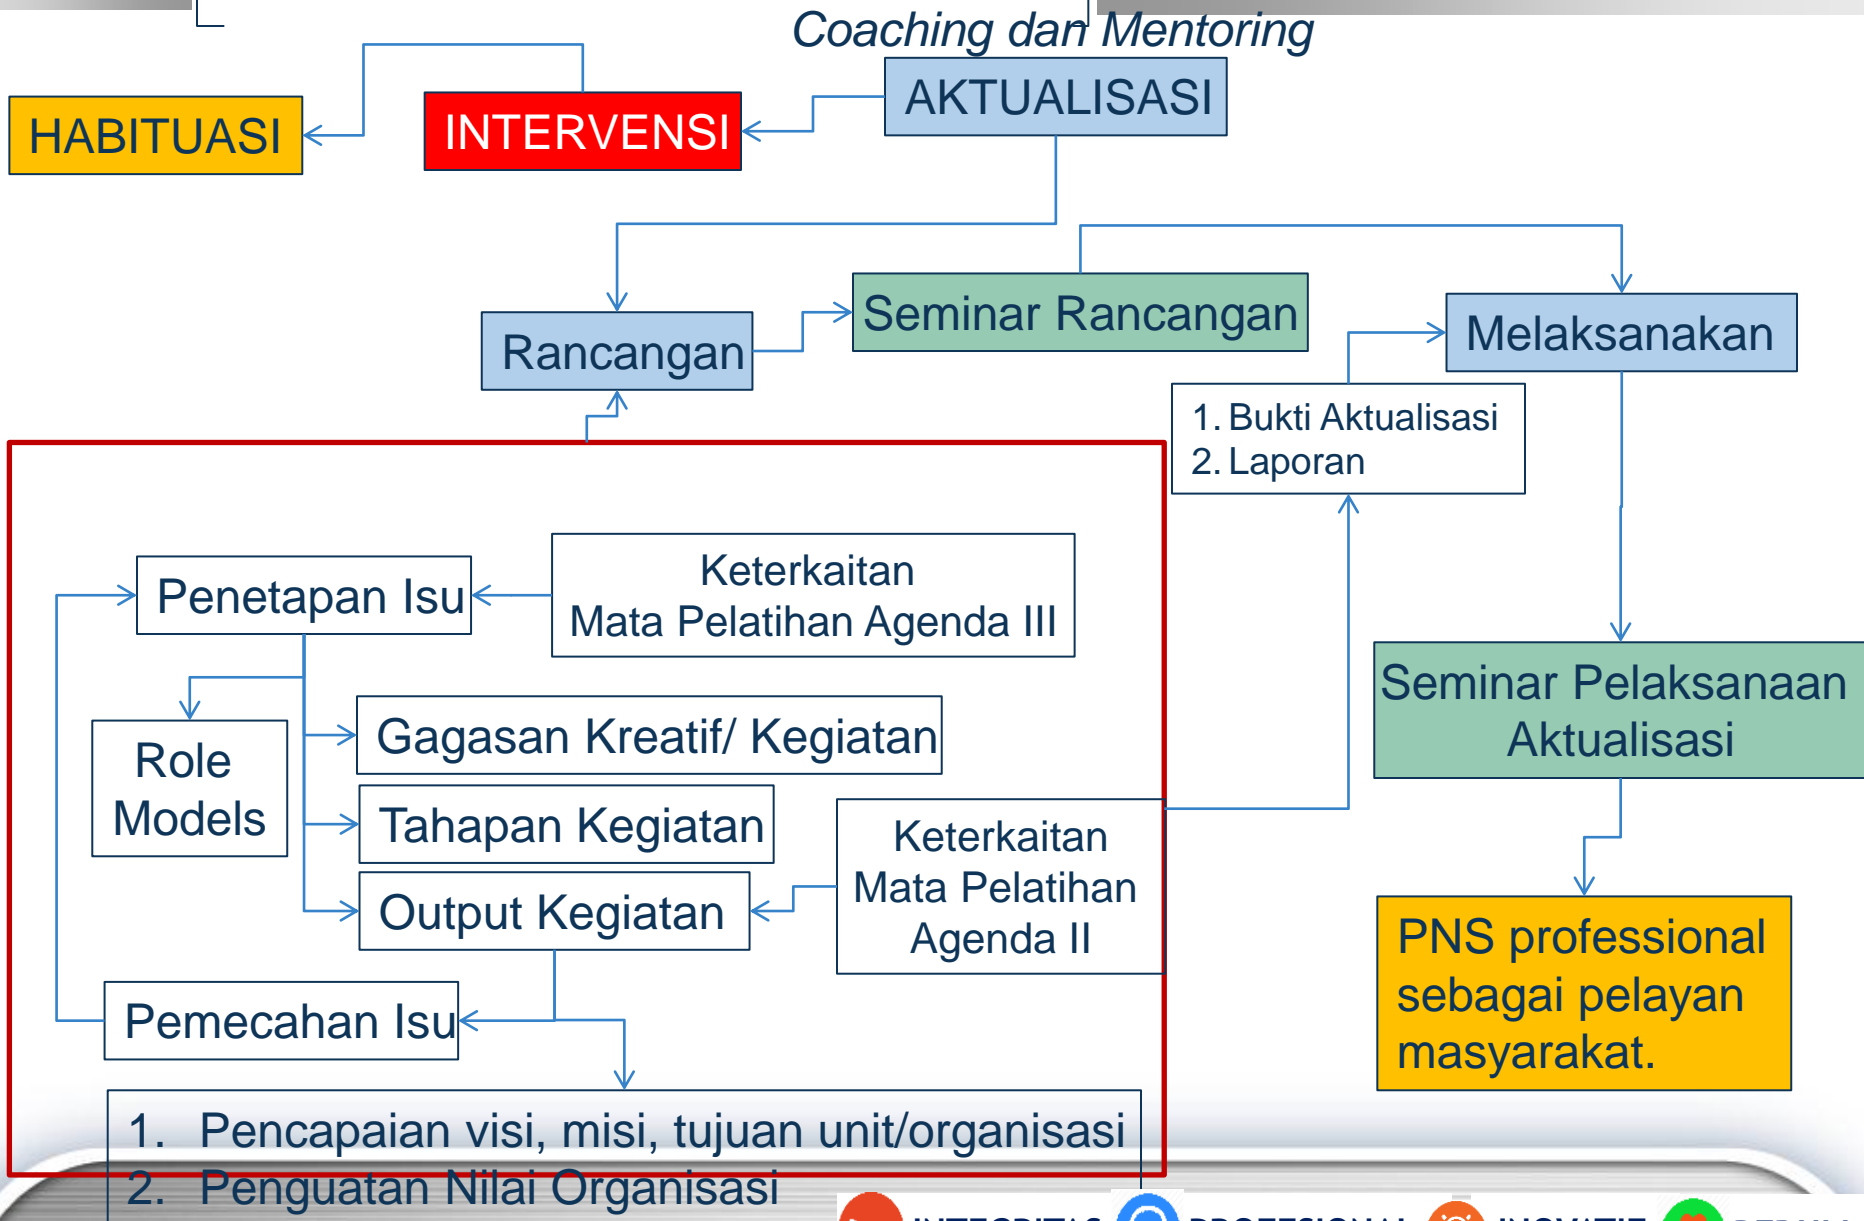 Coaching dan Mentoring
AKTUALISASI
INTERVENSI
HABITUASI
Seminar Rancangan
Rancangan
Melaksanakan
1. Bukti Aktualisasi
2. Laporan
Penetapan Isu
Keterkaitan
Mata Pelatihan Agenda III
Role
Models
Gagasan Kreatif/ Kegiatan
Tahapan Kegiatan
Output Kegiatan
Keterkaitan
Mata Pelatihan
Agenda II
Pemecahan Isu
1. Pencapaian visi, misi, tujuan unit/organisasi
2. Penguatan Nilai Organisasi
Seminar Pelaksanaan
Aktualisasi
PNS professional
sebagai pelayan
masyarakat.
INTEGRITAS PROFESIONAL INOVATIF